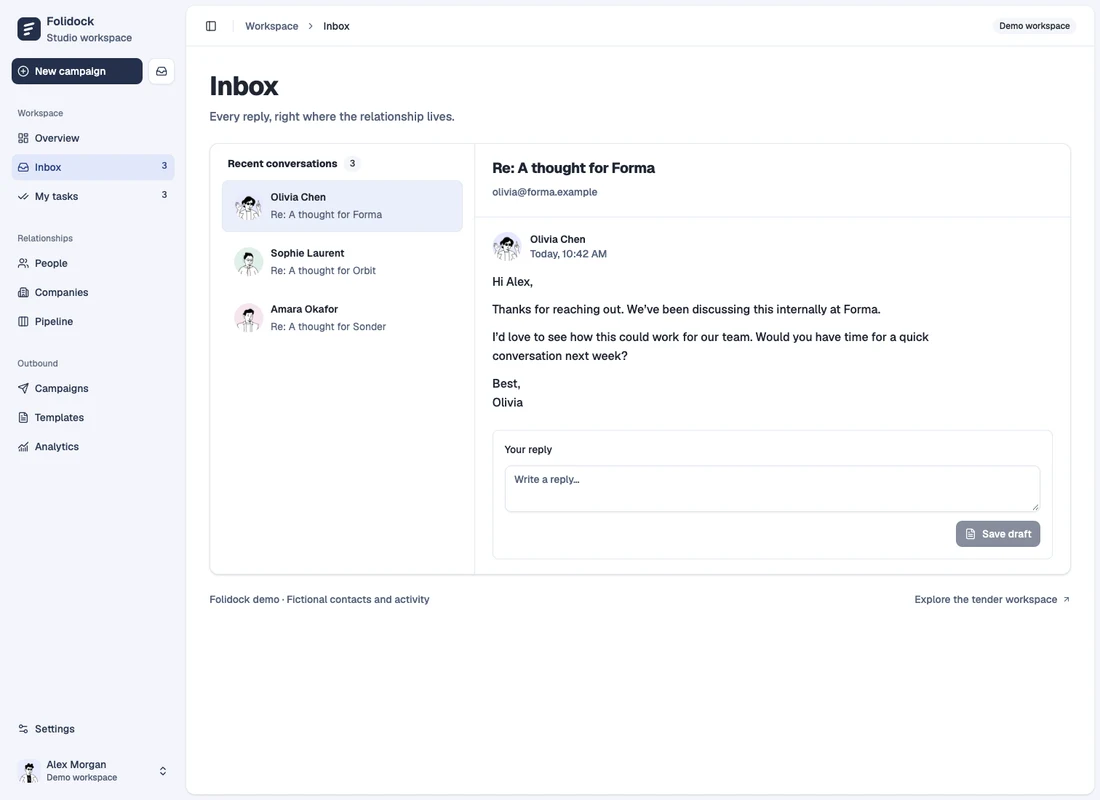 Folidock
Studio workspace
New campaign
Workspace
Overview
Inbox 3
My tasks 3
Relationships
People
Companies
Pipeline
Outbound
Campaigns
Templates
Analytics
Settings
Alex Morgan
Demo workspace
Workspace > Inbox
Demo workspace
Inbox
Every reply, right where the relationship lives.
Recent conversations 3
Olivia Chen
Re: A thought for Forma
Sophie Laurent
Re: A thought for Orbit
Amara Okafor
Re: A thought for Sonder
Re: A thought for Forma
olivia@forma.example
Olivia Chen
Today, 10:42 AM
Hi Alex,
Thanks for reaching out. We’ve been discussing this internally at Forma.
I’d love to see how this could work for our team. Would you have time for a quick
conversation next week?
Best,
Olivia
Your reply
Write a reply…
Save draft
Folidock demo · Fictional contacts and activity
Explore the tender workspace ↗